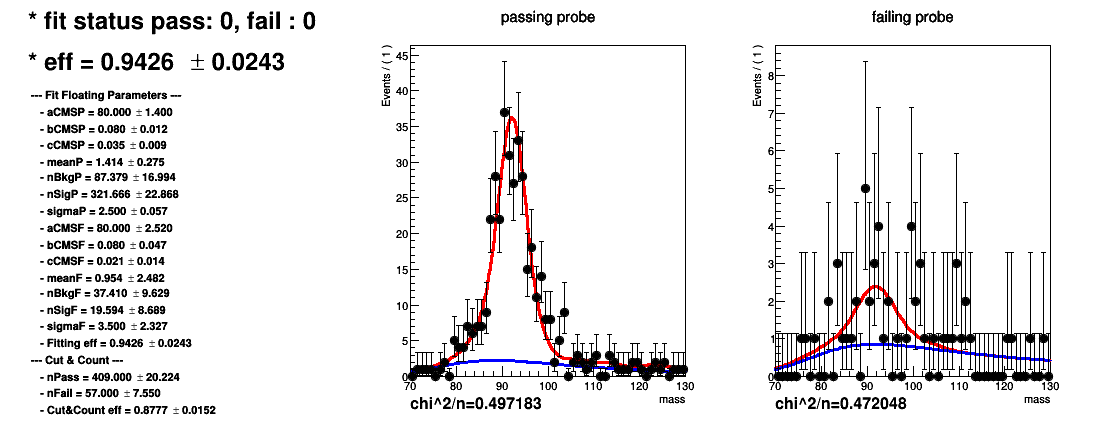 * fit status pass: 0, fail : 0
* eff = 0.9426 ± 0.0243
--- Fit Floating Parameters ---
- aCMSP = 80.000 ± 1.400
- bCMSP = 0.080 ± 0.012
- cCMSP = 0.035 ± 0.009
- meanP = 1.414 ± 0.275
- nBkgP = 87.379 ± 16.994
- nSigP = 321.666 ± 22.868
- sigmaP = 2.500 ± 0.057
- aCMSF = 80.000 ± 2.520
- bCMSF = 0.080 ± 0.047
- cCMSF = 0.021 ± 0.014
- meanF = 0.954 ± 2.482
- nBkgF = 37.410 ± 9.629
- nSigF = 19.594 ± 8.689
- sigmaF = 3.500 ± 2.327
- Fitting eff = 0.9426 ± 0.0243
--- Cut & Count ---
- nPass = 409.000 ± 20.224
- nFail = 57.000 ± 7.550
- Cut&Count eff = 0.8777 ± 0.0152
passing probe
Events / ( 1 )
45
40
35
30
25
20
15
10
5
0
70 80 90 100 110 120 130
mass
chi^2/n=0.497183
failing probe
Events / ( 1 )
8
7
6
5
4
3
2
1
0
70 80 90 100 110 120 130
mass
chi^2/n=0.472048